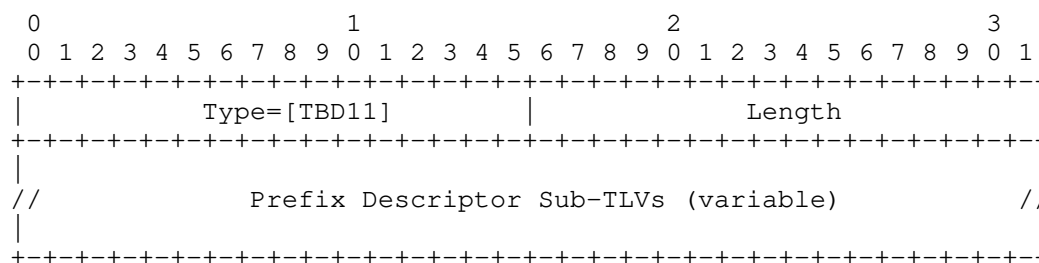 0                   1                   2                   3
 0 1 2 3 4 5 6 7 8 9 0 1 2 3 4 5 6 7 8 9 0 1 2 3 4 5 6 7 8 9 0 1
+-+-+-+-+-+-+-+-+-+-+-+-+-+-+-+-+-+-+-+-+-+-+-+-+-+-+-+-+-+-+-+-
|           Type=[TBD11]        |             Length
+-+-+-+-+-+-+-+-+-+-+-+-+-+-+-+-+-+-+-+-+-+-+-+-+-+-+-+-+-+-+-+-
|
//             Prefix Descriptor Sub-TLVs (variable)           //
|
+-+-+-+-+-+-+-+-+-+-+-+-+-+-+-+-+-+-+-+-+-+-+-+-+-+-+-+-+-+-+-+-